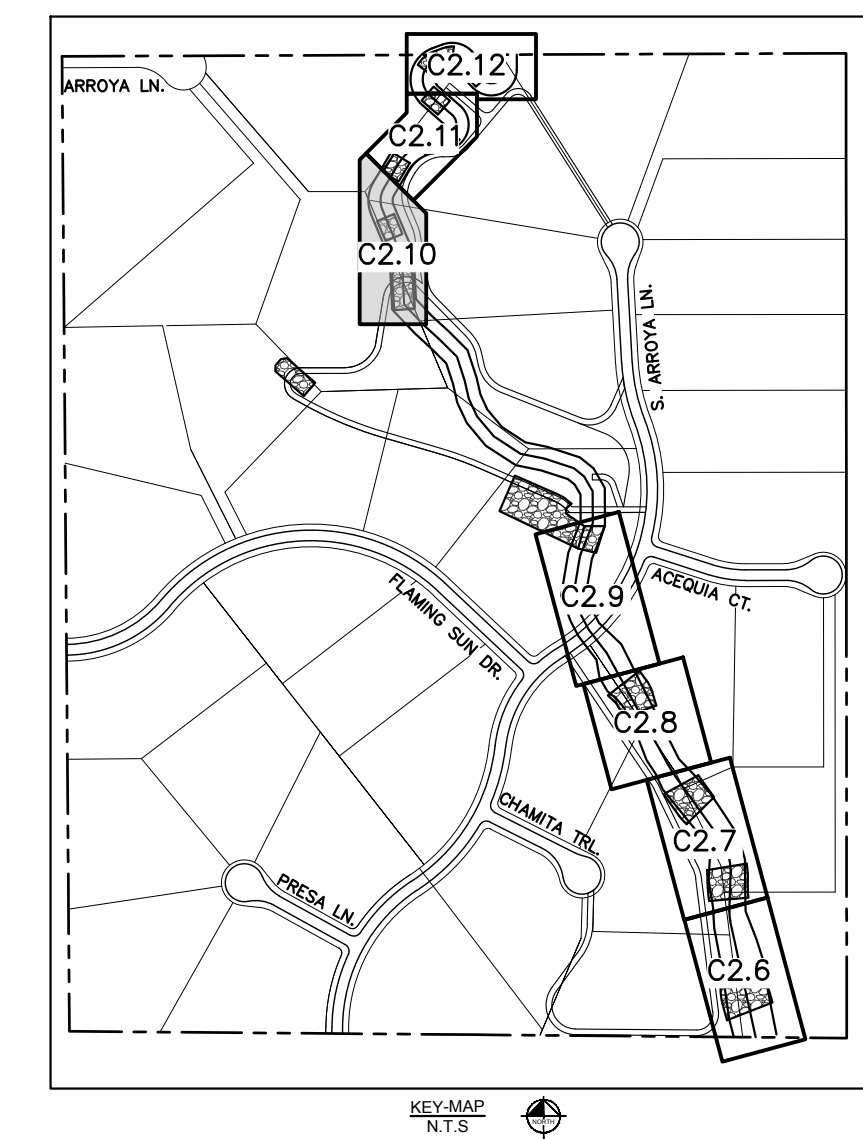 C2.12
ARROYA LN.
C2.11
C2.10
S. ARROYA LN.
C2.9
ACEQUIA CT.
FLAMING SUN DR.
C2.8
CHAMITA TRL.
C2.7
PRESA LN.
C2.6
KEY-MAP
N.T.S
NORTH